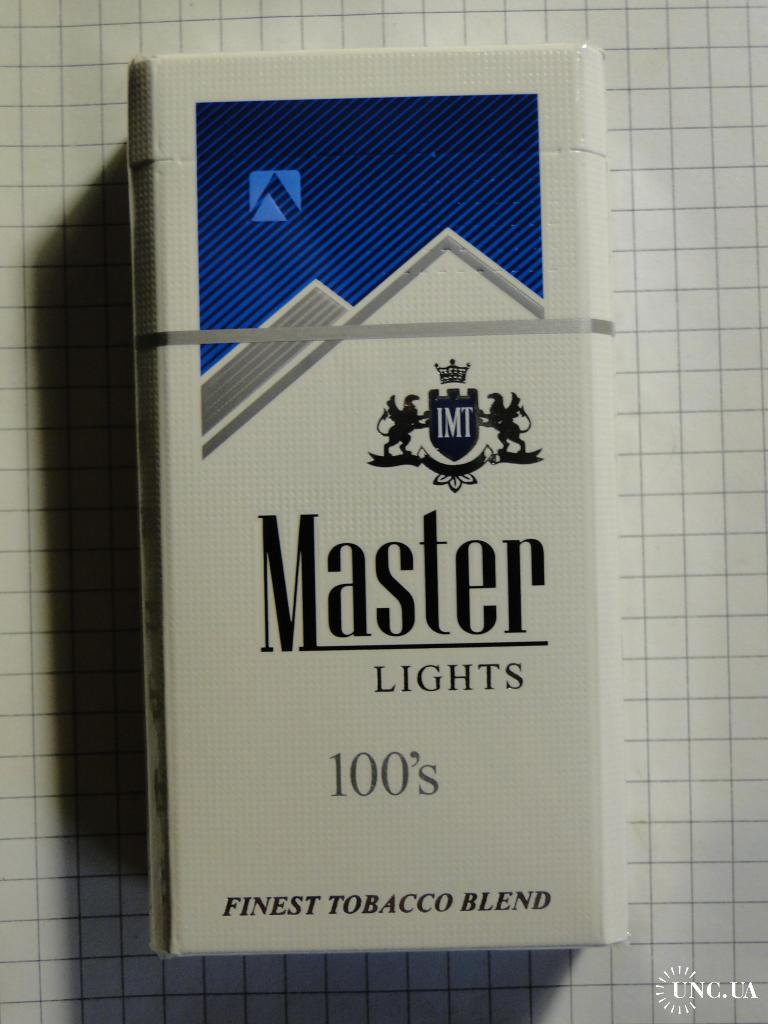 IMT
Master
LIGHTS
100's
FINEST TOBACCO BLEND
UNC.UA